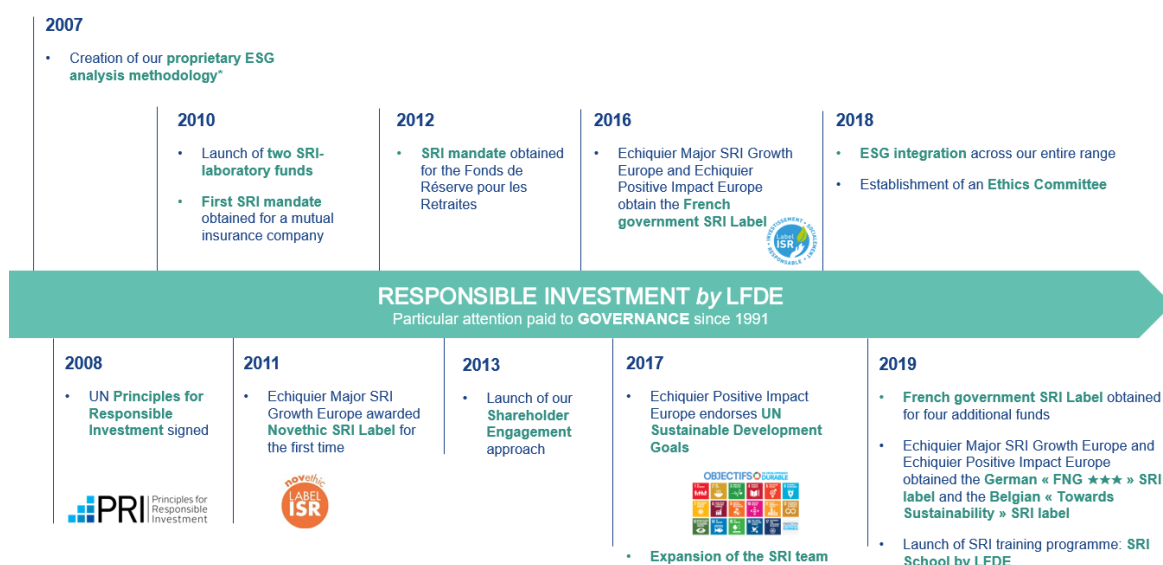 2007
• Creation of our proprietary ESG
analysis methodology*
2010
• Launch of two SRI-
laboratory funds
• First SRI mandate
obtained for a mutual
insurance company
2012
• SRI mandate obtained
for the Fonds de
Réserve pour les
Retraites
2016
• Echiquier Major SRI Growth
Europe and Echiquier
Positive Impact Europe
obtain the French
government SRI Label
INVESTISSEMENT SOCIALEMENT RESPONSABLE
Label
ISR
2018
• ESG integration across our entire range
• Establishment of an Ethics Committee
RESPONSIBLE INVESTMENT by LFDE
Particular attention paid to GOVERNANCE since 1991
2008
• UN Principles for
Responsible
Investment signed
PRI
Principles for
Responsible
Investment
2011
• Echiquier Major SRI
Growth Europe awarded
Novethic SRI Label for
the first time
novethic
LABEL
ISR
2013
• Launch of our
Shareholder
Engagement
approach
2017
• Echiquier Positive Impact
Europe endorses UN
Sustainable Development
Goals
OBJECTIFS
DURABLE
• Expansion of the SRI team
2019
• French government SRI Label obtained
for four additional funds
• Echiquier Major SRI Growth Europe and
Echiquier Positive Impact Europe
obtained the German « FNG ★★★ » SRI
label and the Belgian « Towards
Sustainability » SRI label
• Launch of SRI training programme: SRI
School by LFDE